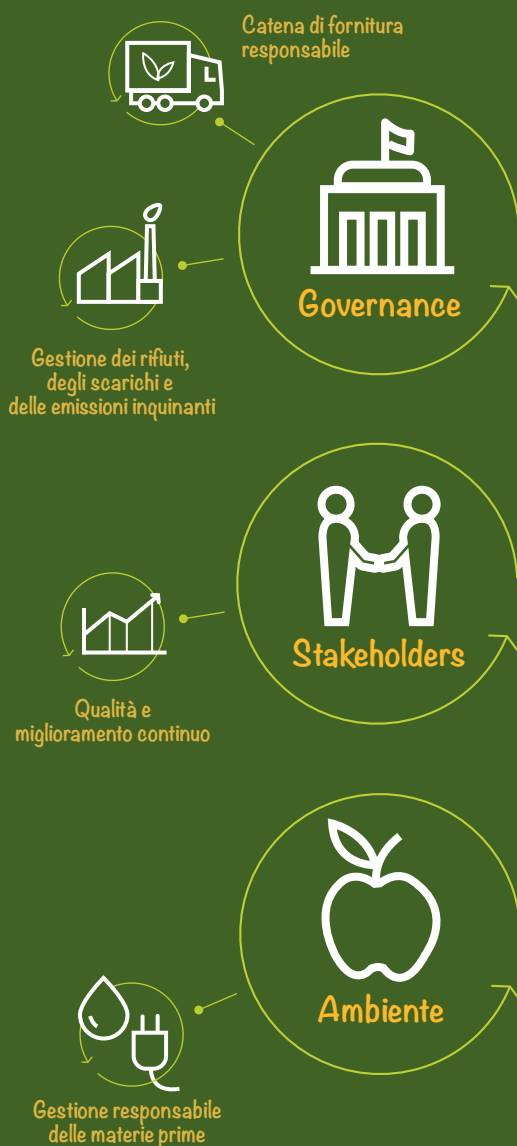 Catena di fornitura
responsabile
Governance
Gestione dei rifiuti,
degli scarichi e
delle emissioni inquinanti
Stakeholders
Qualità e
miglioramento continuo
Ambiente
Gestione responsabile
delle materie prime